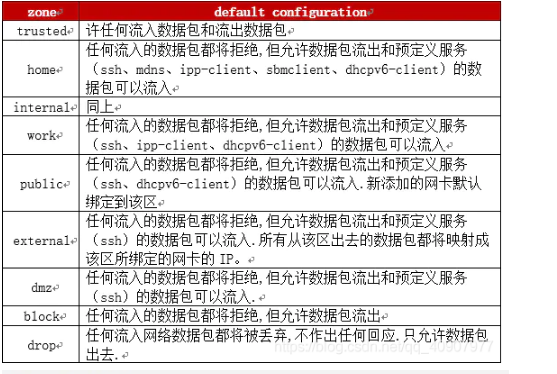 zone default configuration
trusted 许任何流入数据包和流出数据包
任何流入的数据包都将拒绝,但允许数据包流出和预定义服务
home (ssh、mdns、ipp-client、sbmclient、dhcpv6-client)的数
据包可以流入
internal 同上
任何流入的数据包都将拒绝,但允许数据包流出和预定义服务
work (ssh、ipp-client、dhcpv6-client)的数据包可以流入
任何流入的数据包都将拒绝,但允许数据包流出和预定义服务
public (ssh、dhcpv6-client)的数据包可以流入.新添加的网卡默认
绑定到该区
任何流入的数据包都将拒绝,但允许数据包流出和预定义服务
external (ssh)的数据包可以流入.所有从该区出去的数据包都将映射成
该区所绑定的网卡的 IP。
任何流入的数据包都将拒绝,但允许数据包流出和预定义服务
dmz (ssh)的数据包可以流入.
block 任何流入的数据包都将拒绝,但允许数据包流出
任何流入网络数据包都将被丢弃,不作出任何回应.只允许数据包
drop 出去.
https://blog.csdn.net/qq_40907977